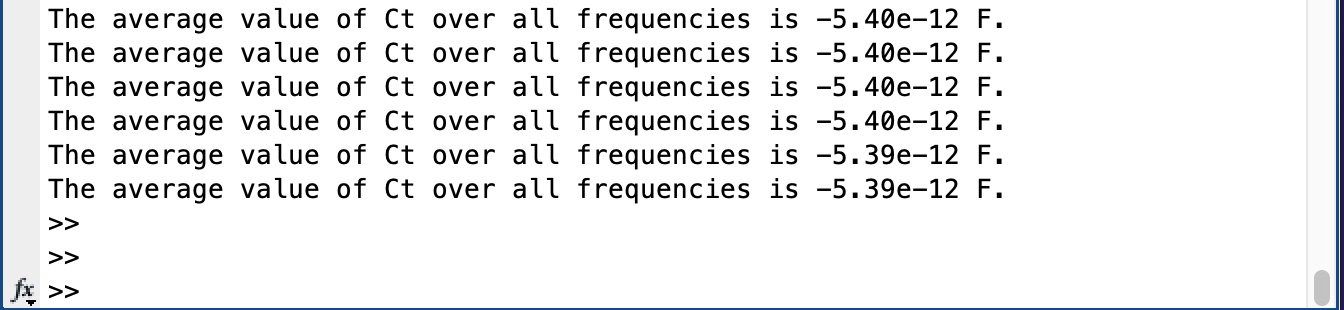 The average value of Ct over all frequencies is -5.40e-12 F.
The average value of Ct over all frequencies is -5.40e-12 F.
The average value of Ct over all frequencies is -5.40e-12 F.
The average value of Ct over all frequencies is -5.40e-12 F.
The average value of Ct over all frequencies is -5.39e-12 F.
The average value of Ct over all frequencies is -5.39e-12 F.
>>
>>
fx >>